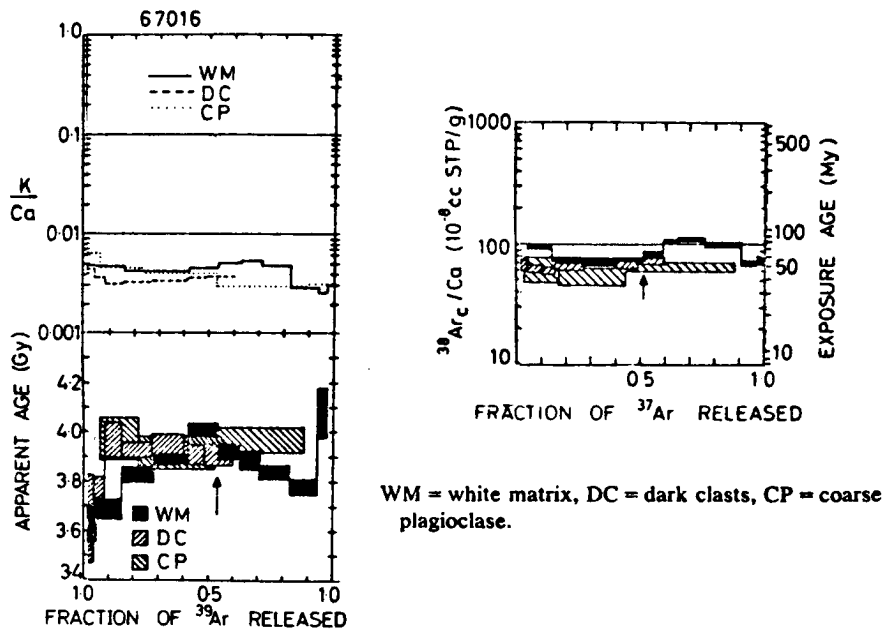 67016
1.0
WM
DC
CP
0.1
K
Ca
0.01
0.001
APPARENT AGE (Gy)
4.2
4.0
3.8
3.6
3.4
WM
DC
CP
1.0 0.5 1.0
FRACTION OF 39Ar RELEASED
38Arc/Ca (10-8cc STP/g)
1000
100
10
500
100
50
10
EXPOSURE AGE (My)
0.5 1.0
FRACTION OF 37Ar RELEASED
WM = white matrix, DC = dark clasts, CP = coarse
plagioclase.